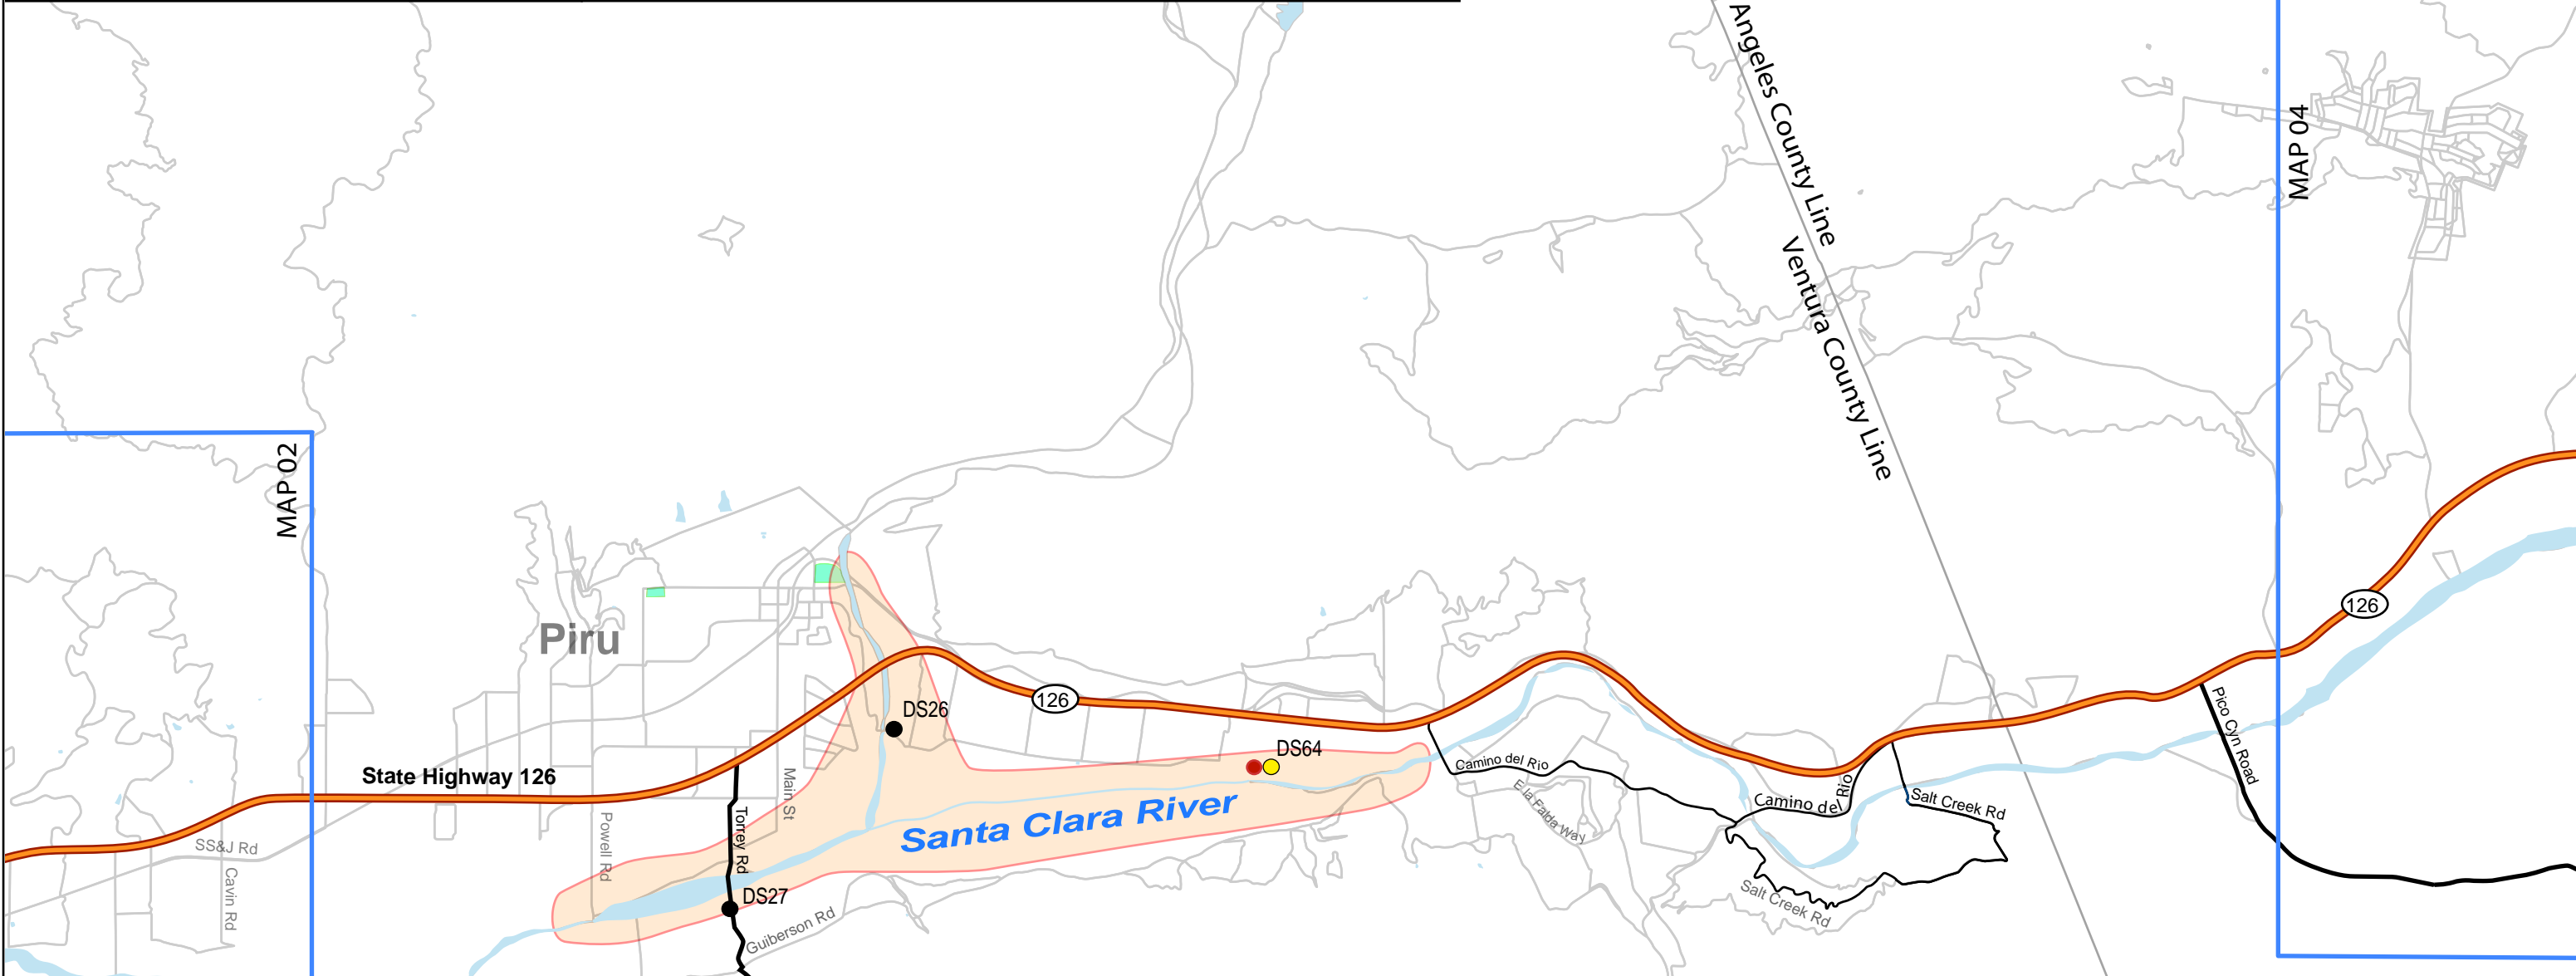 Angeles County Line
Ventura County Line
MAP 04
MAP 02
126
Piru
126
DS26
DS64
Pico Cyn Road
Camino del Rio
State Highway 126
Main St
E la Falda Way
Camino del Rio
Salt Creek Rd
Santa Clara River
Torrey Rd
Powell Rd
SS&J Rd
Cavin Rd
DS27
Guiberson Rd
Salt Creek Rd